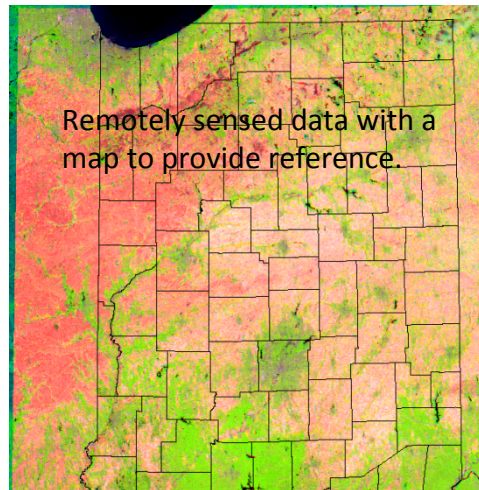 Remotely sensed data with a
map to provide reference.